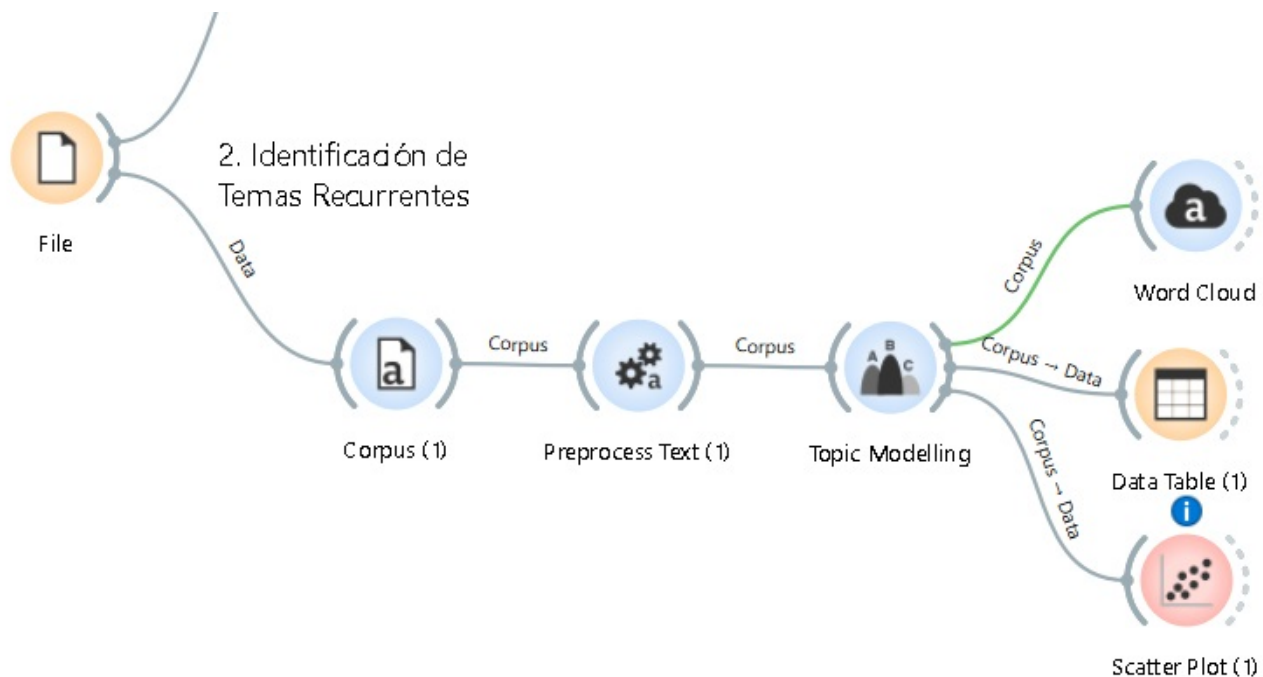 2. Identificación de
Temas Recurrentes
File
Data
Corpus
Corpus
Corpus
Corpus → Data
Corpus → Data
a
a
a
A
B
C
Word Cloud
Corpus (1)
Preprocess Text (1)
Topic Modelling
Data Table (1)
i
Scatter Plot (1)